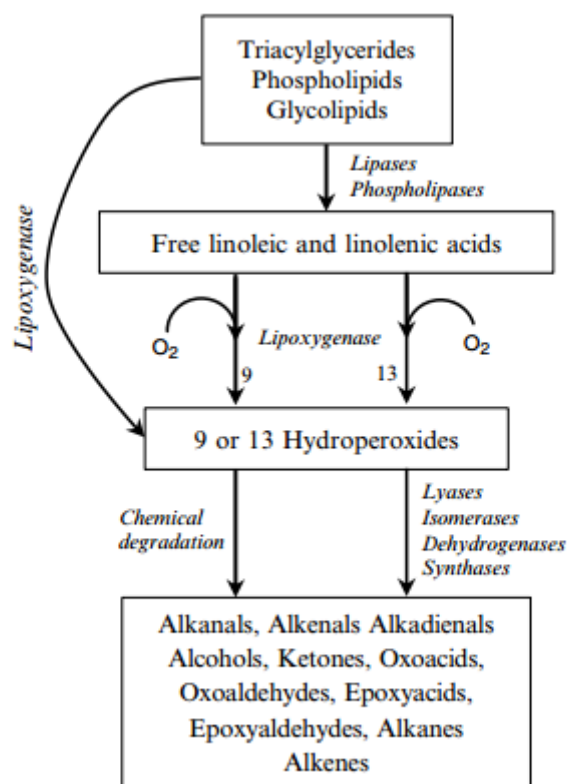 Triacylglycerides
Phospholipids
Glycolipids
Lipases
Phospholipases
Lipoxygenase
Free linoleic and linolenic acids
O₂
Lipoxygenase
O₂
9
13
9 or 13 Hydroperoxides
Chemical
degradation
Lyases
Isomerases
Dehydrogenases
Synthases
Alkanals, Alkenals Alkadienals
Alcohols, Ketones, Oxoacids,
Oxoaldehydes, Epoxyacids,
Epoxyaldehydes, Alkanes
Alkenes